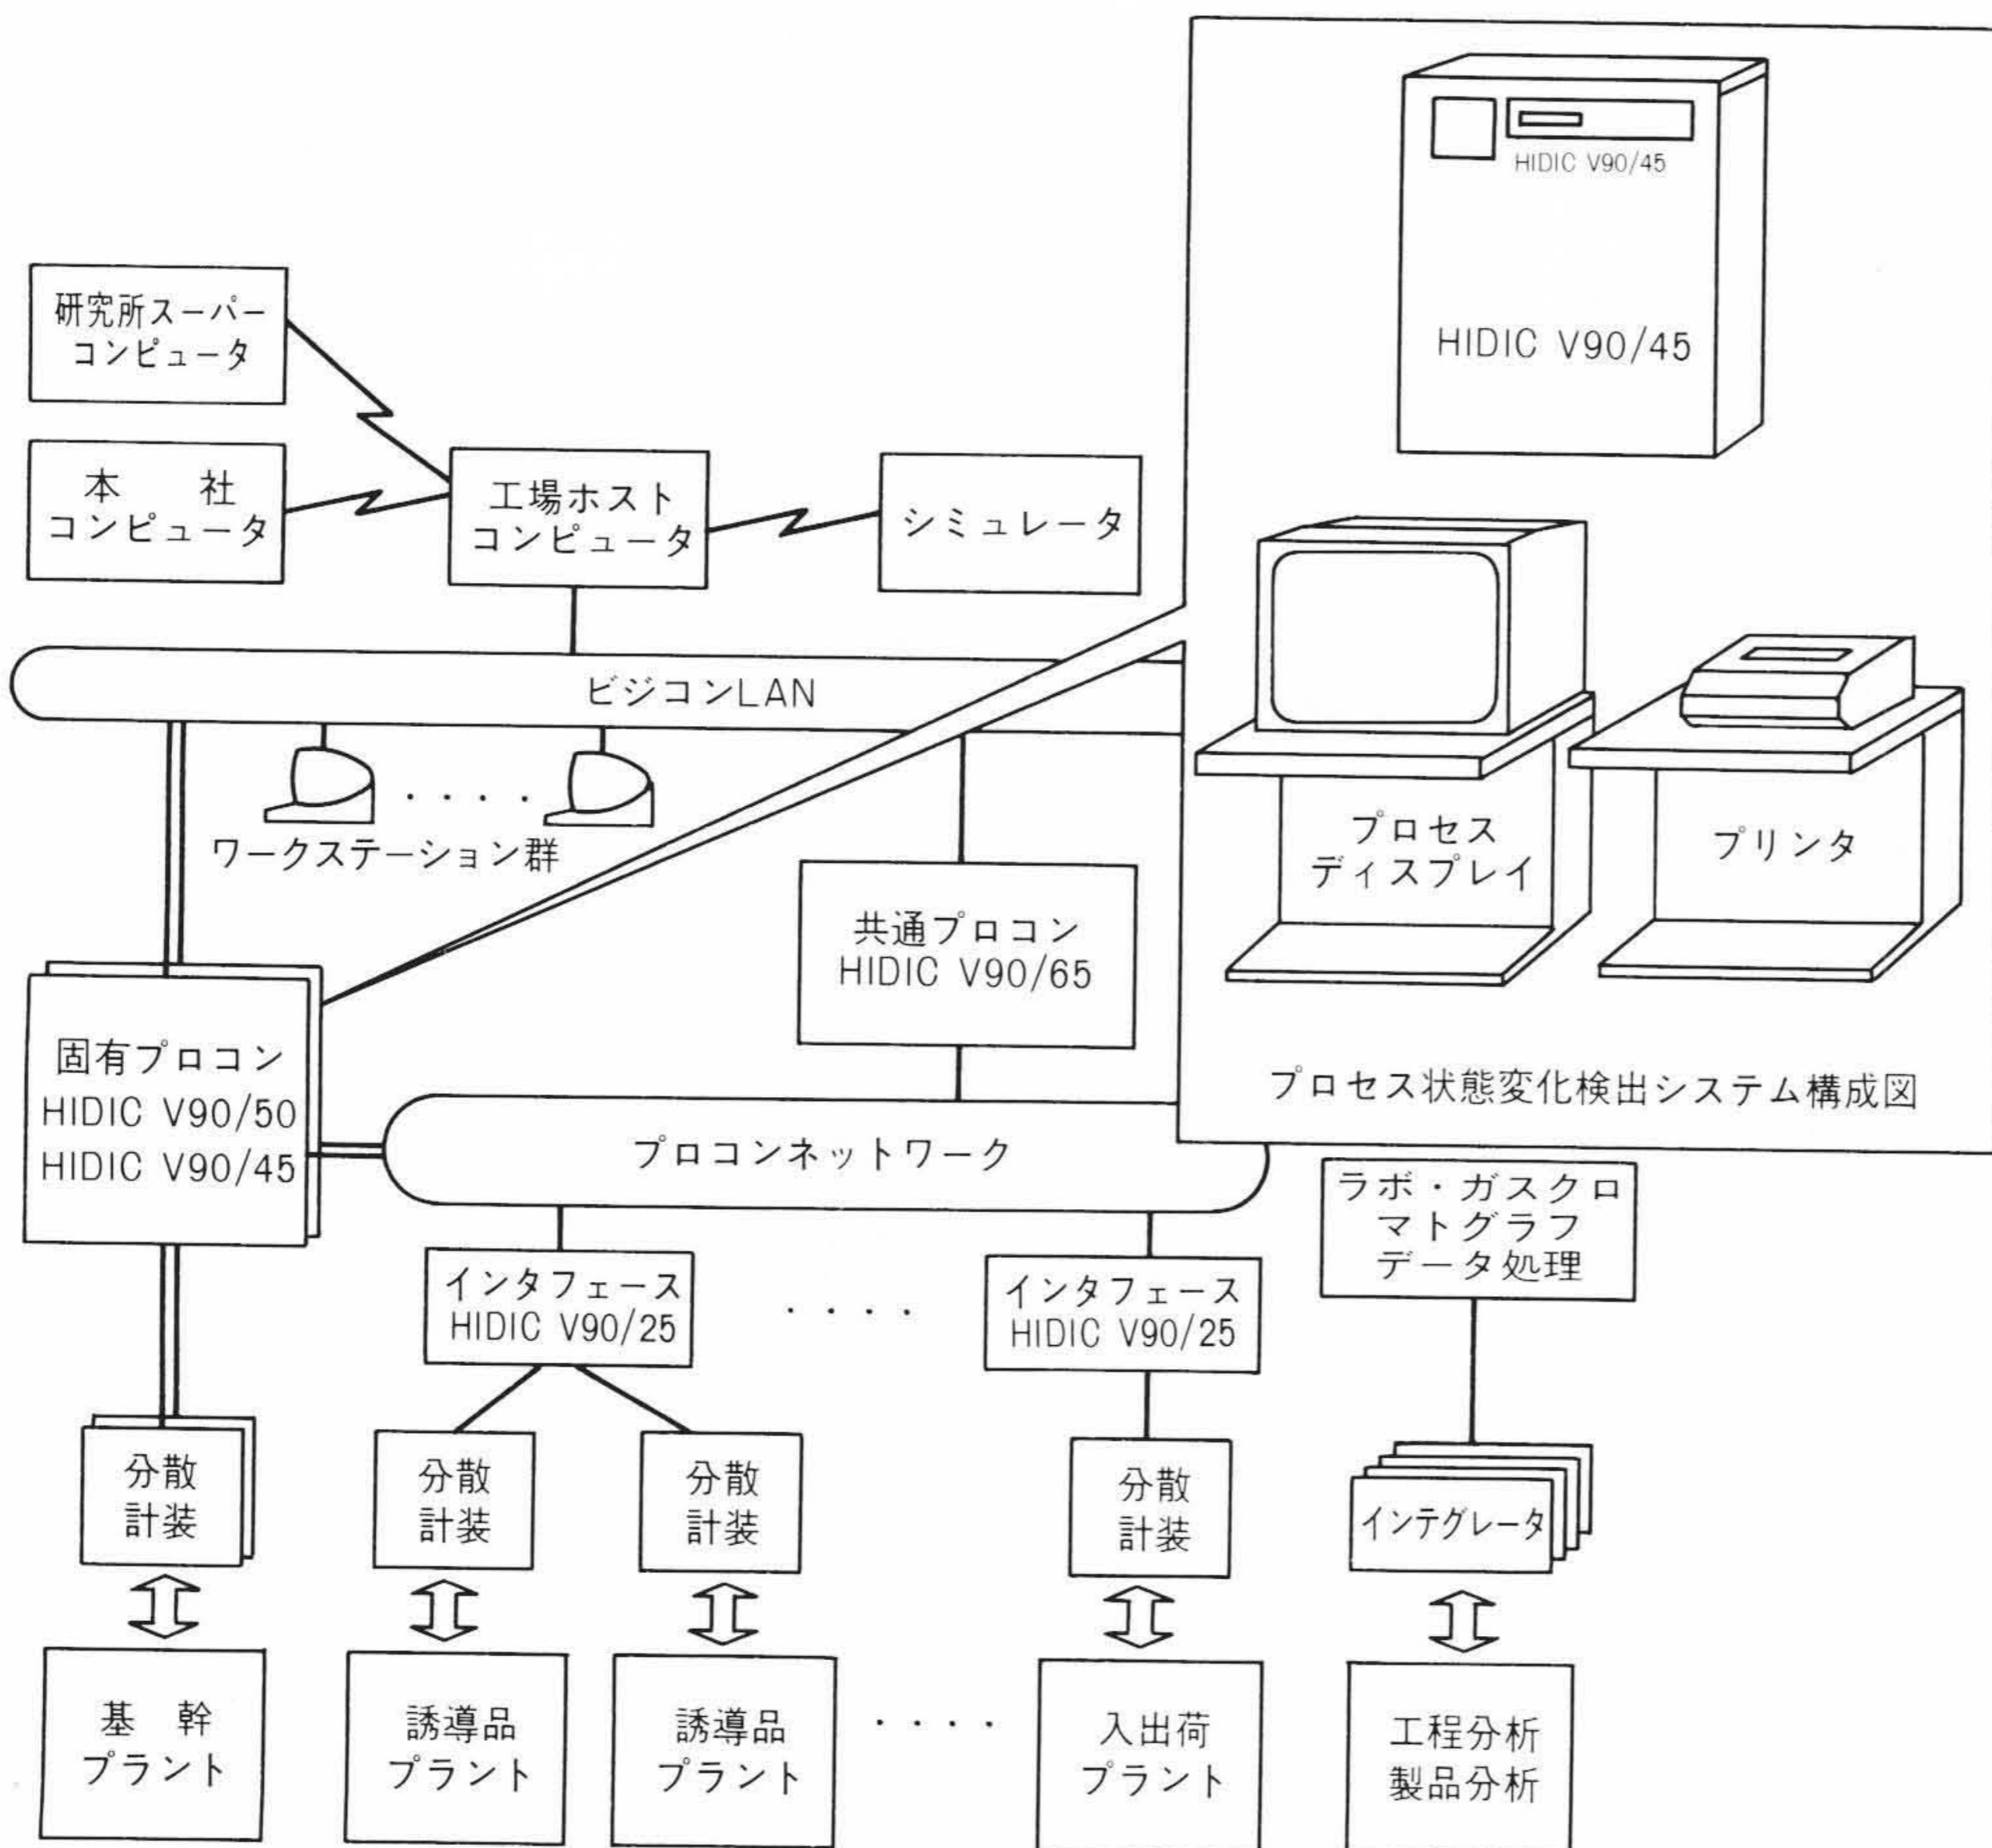 HIDIC V90/45
HIDIC V90/45
研究所スーパー
コンピュータ
本 社
コンピュータ
工場ホスト
コンピュータ
シミュレータ
ビジコンLAN
ワークステーション群
プロセス
ディスプレイ
プリンタ
共通プロコン
HIDIC V90/65
固有プロコン
HIDIC V90/50
HIDIC V90/45
プロセス状態変化検出システム構成図
プロコンネットワーク
ラボ・ガスクロ
マトグラフ
データ処理
インタフェース
HIDIC V90/25
・・・・
インタフェース
HIDIC V90/25
分散
計装
分散
計装
分散
計装
分散
計装
インテグレータ
基 幹
プラント
誘導品
プラント
誘導品
プラント
・・・・
入出荷
プラント
工程分析
製品分析